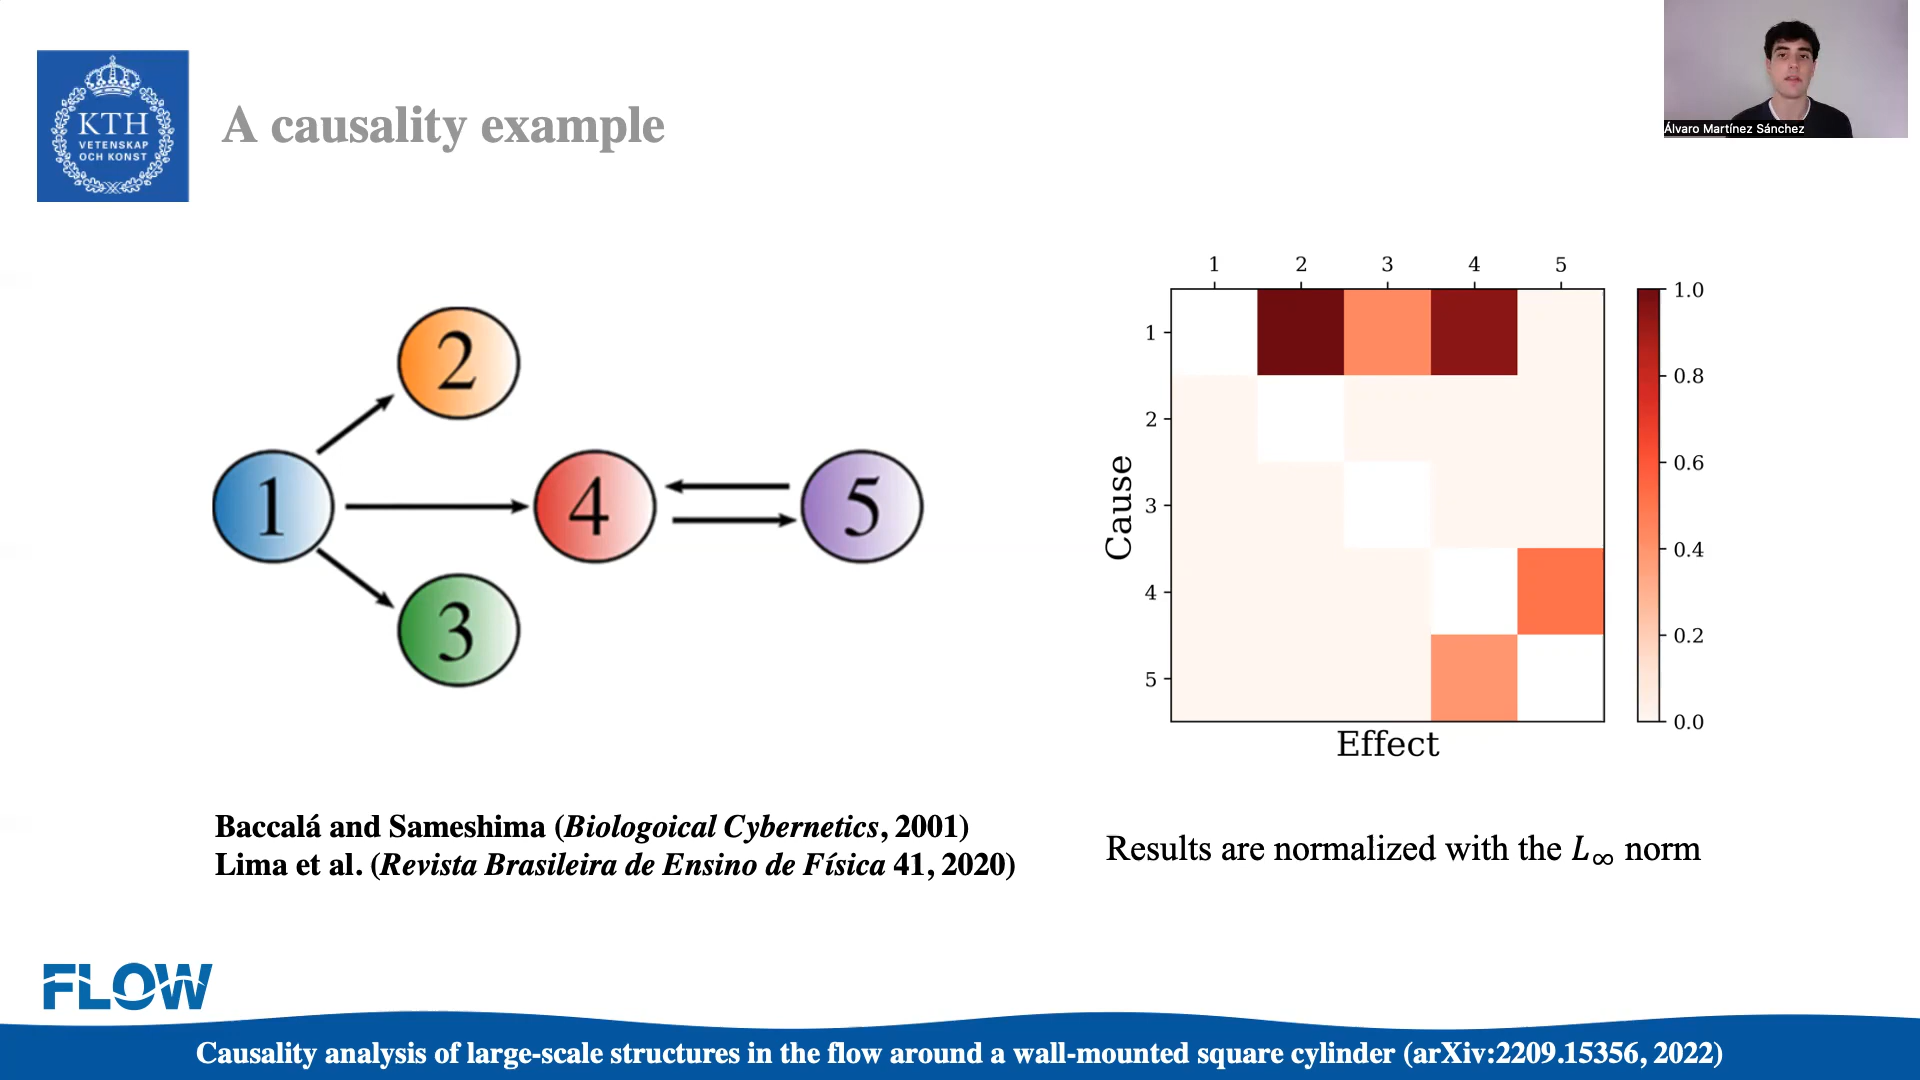 KTH
VETENSKAP
OCH KONST
A causality example
Álvaro Martínez Sánchez
2
1
4
5
3
1 2 3 4 5
1
2
3
4
5
Cause
Effect
1.0
0.8
0.6
0.4
0.2
0.0
Baccalá and Sameshima (Biologoical Cybernetics, 2001)
Lima et al. (Revista Brasileira de Ensino de Física 41, 2020)
Results are normalized with the L∞ norm
FLOW
Causality analysis of large-scale structures in the flow around a wall-mounted square cylinder (arXiv:2209.15356, 2022)